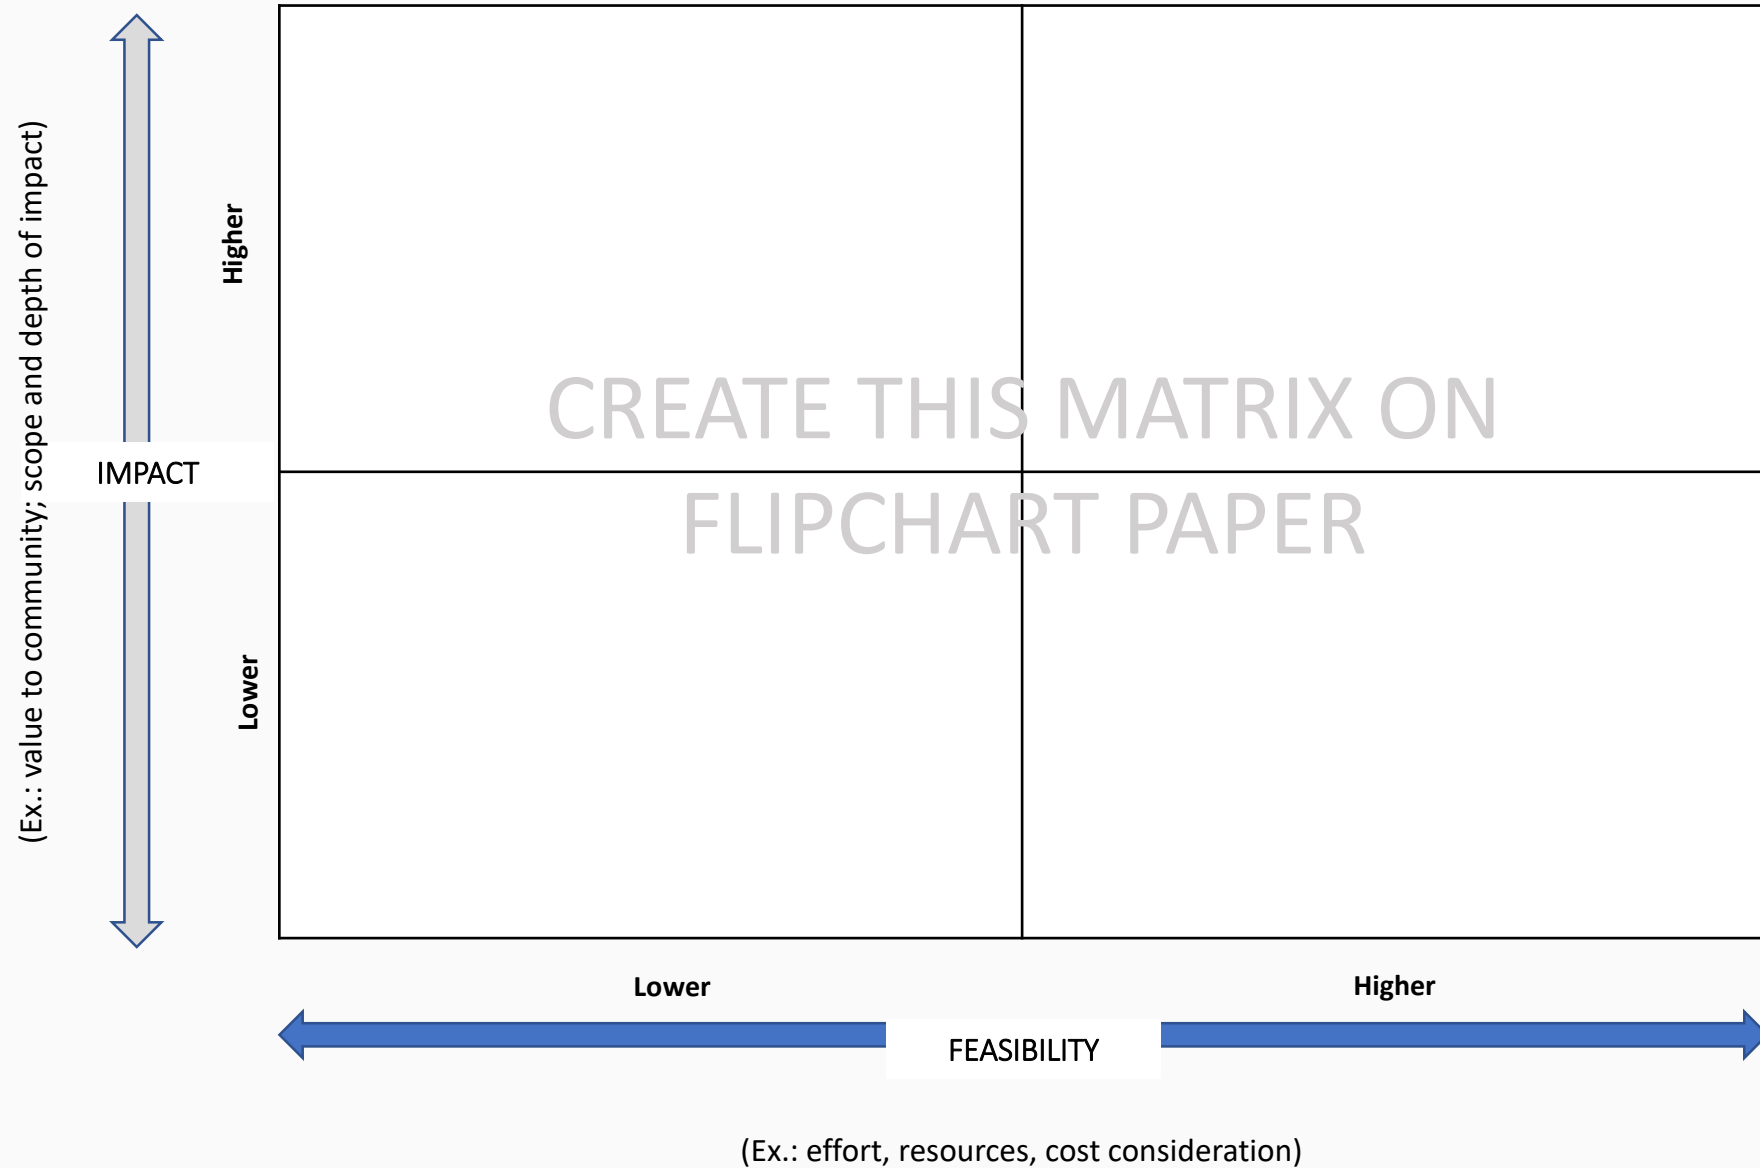 (Ex.: value to community; scope and depth of impact)
Higher
CREATE THIS MATRIX ON
FLIPCHART PAPER
IMPACT
Lower
Lower
Higher
FEASIBILITY
(Ex.: effort, resources, cost consideration)